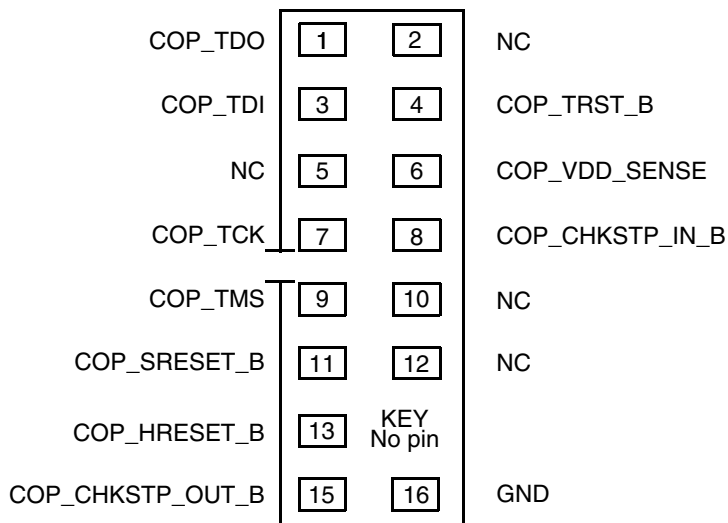 COP_TDO 1 2 NC
COP_TDI 3 4 COP_TRST_B
NC 5 6 COP_VDD_SENSE
COP_TCK 7 8 COP_CHKSTP_IN_B
COP_TMS 9 10 NC
COP_SRESET_B 11 12 NC
COP_HRESET_B 13 KEY
No pin
COP_CHKSTP_OUT_B 15 16 GND